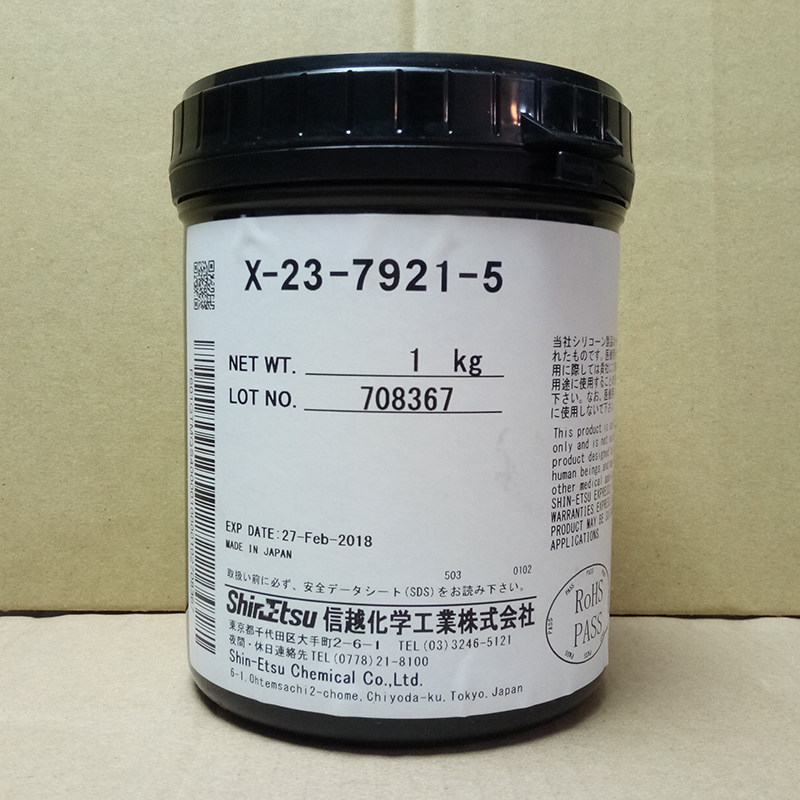 X-23-7921-5
NET WT. 1 kg
LOT NO. 708367
EXP DATE:27-Feb-2018
MADE IN JAPAN
503 0102
取扱い前に必ず、安全データシート(SDS)をお読み下さい。
ShinEtsu 信越化学工業株式会社
東京都千代田区大手町2-6-1 TEL(03)3246-5121
夜間・休日連絡先TEL(0778)21-8100
Shin-Etsu Chemical Co.,Ltd.
6-1,Ohtemsachi2-chome,Chiyoda-ku.Tokyo.Japan
当社シリコーン製品
れたものです。
用に際しては
用途に使用すること
下さい。なお、
に使用しないで下
This product is
only and is
product designed
human beings
other medical
SHIN-ETSU
WARRANTIES
PRODUCT MAY BE
APPLICATIONS
PASS PASS PASS
RoHS
PASS